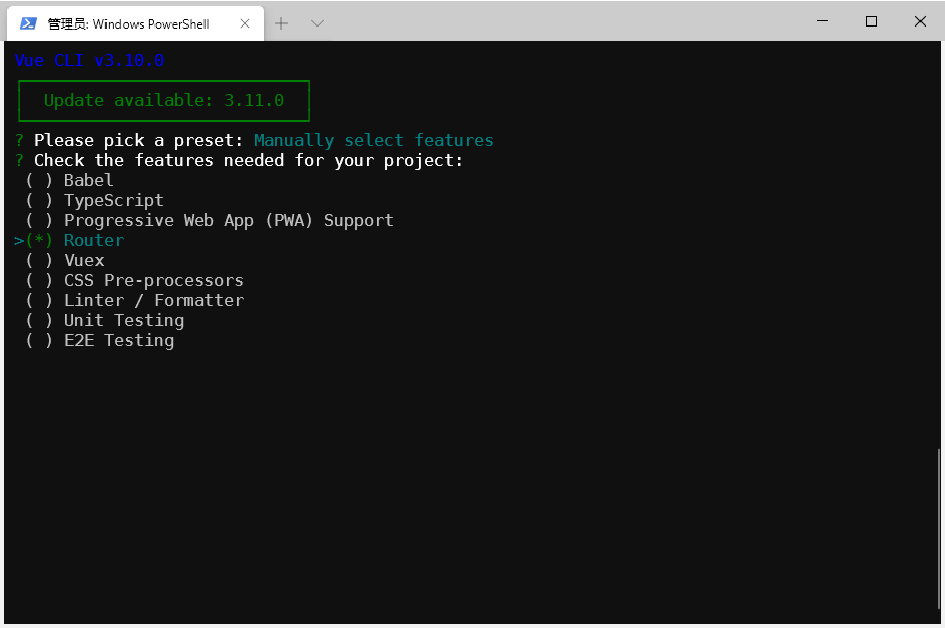 管理员: Windows PowerShell
Vue CLI v3.10.0
Update available: 3.11.0
? Please pick a preset: Manually select features
? Check the features needed for your project:
( ) Babel
( ) TypeScript
( ) Progressive Web App (PWA) Support
>(*) Router
( ) Vuex
( ) CSS Pre-processors
( ) Linter / Formatter
( ) Unit Testing
( ) E2E Testing